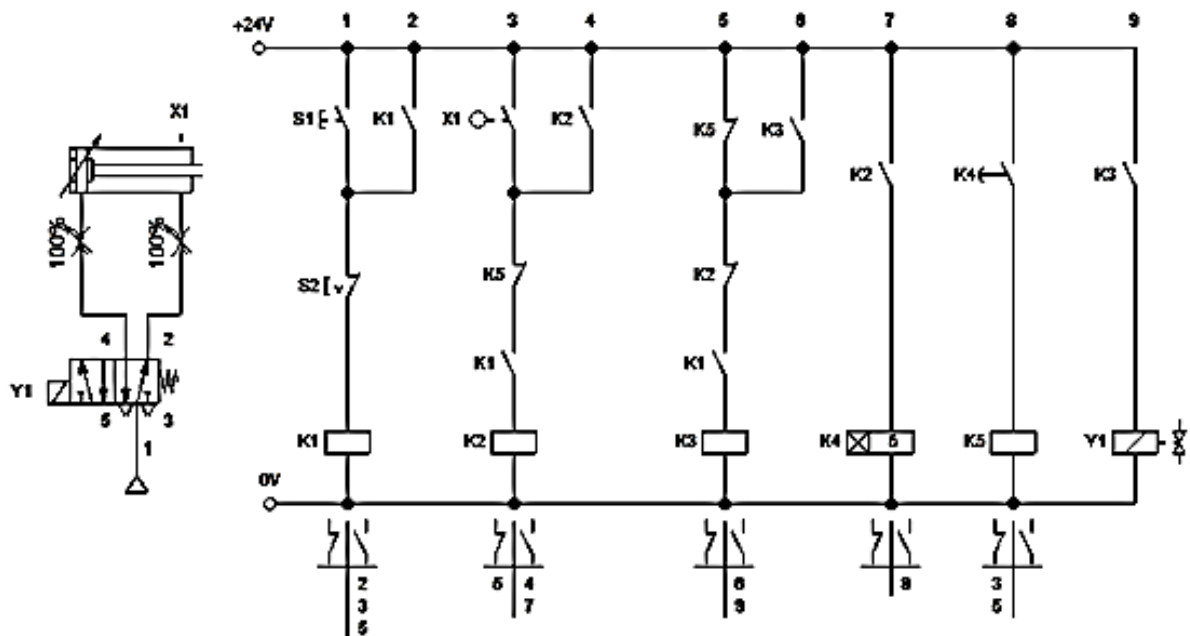 1 2 3 4 5 6 7 8 9
+24V
X1
S1 K1 X1 K2 K5 K3
K2 K4 K3
100% 100%
S2 K5 K2
4 2
K1 K1
Y1
5 3
1
K1 K2 K3 K4 5 K5 Y1
0V
2 5 4 6 8 3
3 7 9 5
5